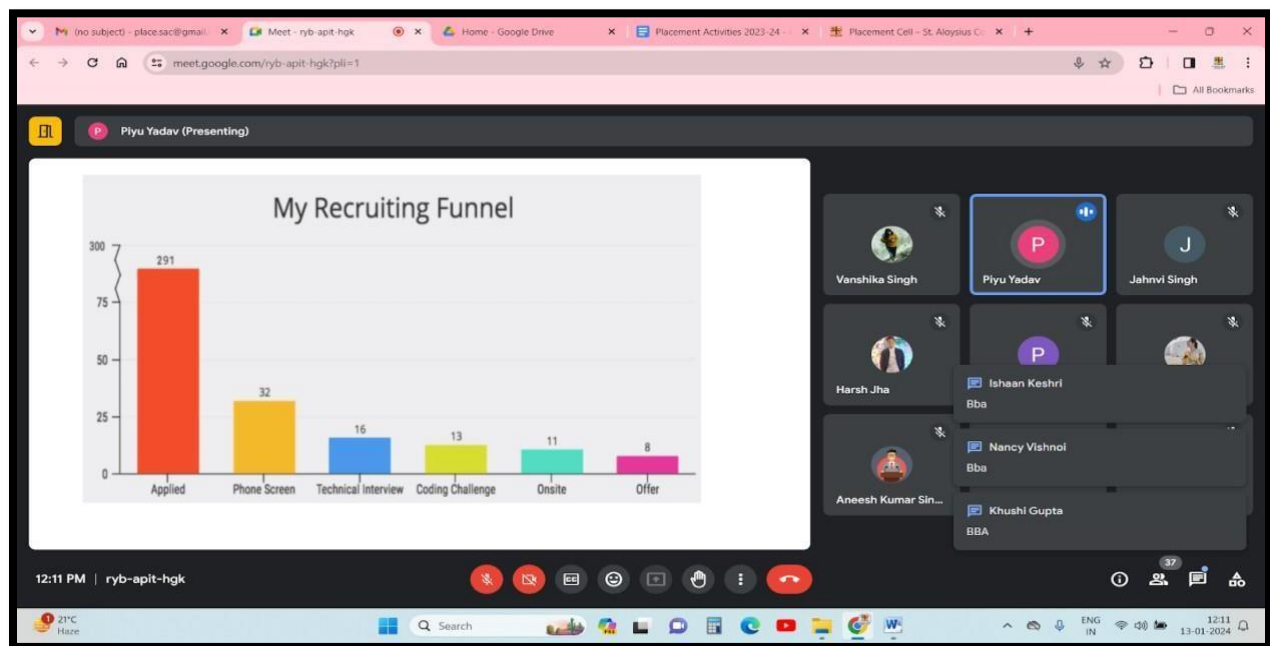 (no subject) - place.sac@gmail.
Meet - ryb-apit-hgk
Home - Google Drive
Placement Activities 2023-24 -
Placement Cell – St. Aloysius Co
meet.google.com/ryb-apit-hgk?pli=1
All Bookmarks
P
Piyu Yadav (Presenting)
My Recruiting Funnel
300
291
75
50
32
25
16
13
11
8
0
Applied
Phone Screen
Technical Interview
Coding Challenge
Onsite
Offer
Vanshika Singh
P
Piyu Yadav
J
Jahnvi Singh
Harsh Jha
P
Ishaan Keshri
Bba
Nancy Vishnoi
Bba
Aneesh Kumar Sin...
Khushi Gupta
BBA
12:11 PM | ryb-apit-hgk
CC
37
1
21°C
Haze
Search
W
ENG
IN
12:11
13-01-2024